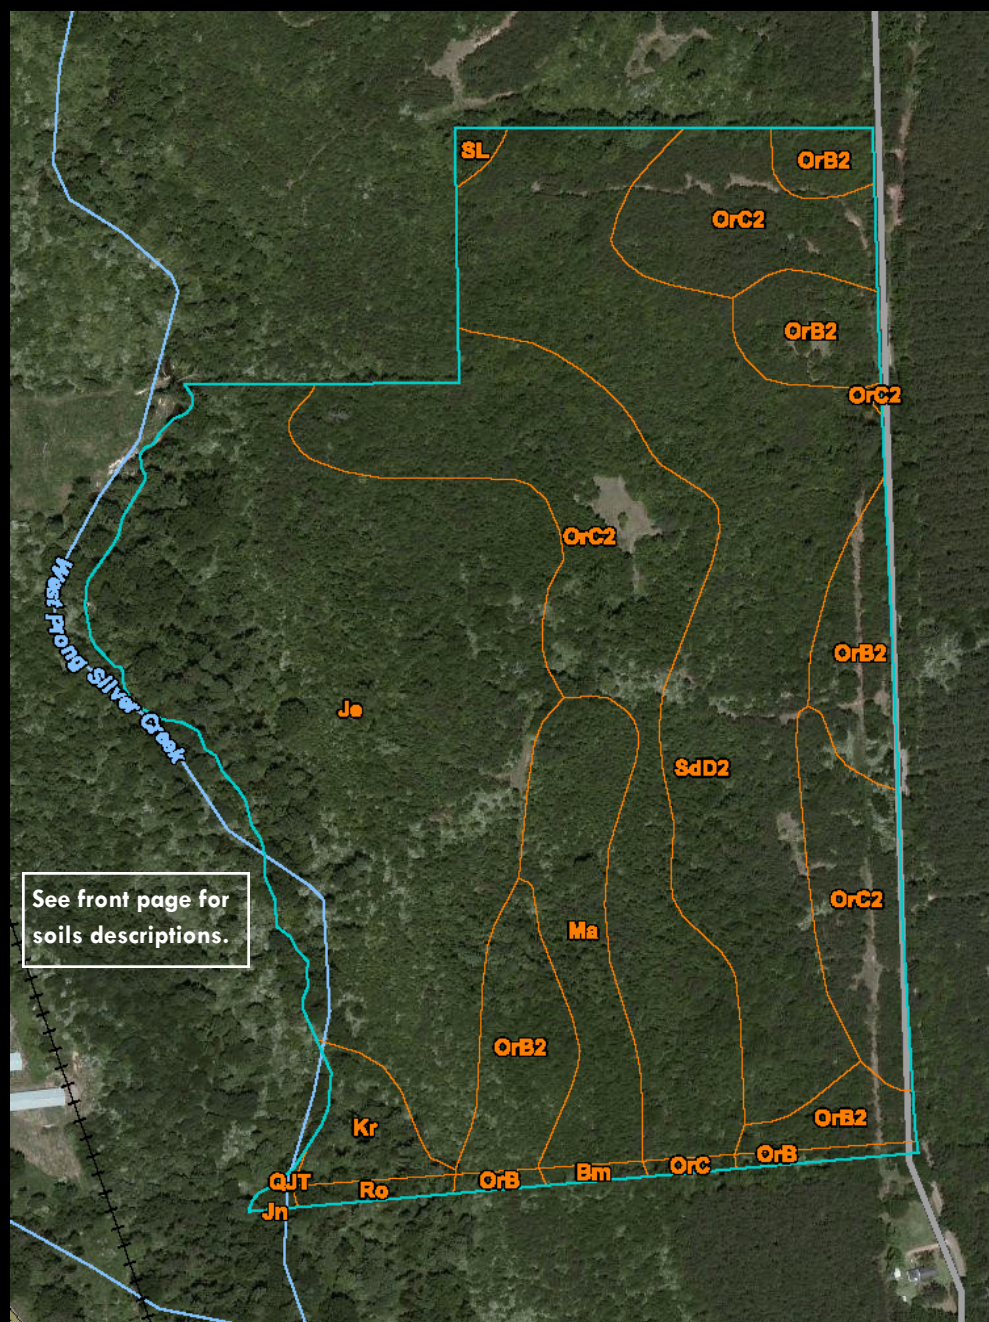 SL
OrB2
OrC2
OrB2
OrC2
OrC2
West Prong Silver Creek
OrB2
Je
SdD2
See front page for
soils descriptions.
OrC2
Ma
OrB2
Kr
OrB2
OrB
OrC
Bm
OrB
QJT
Ro
Jn